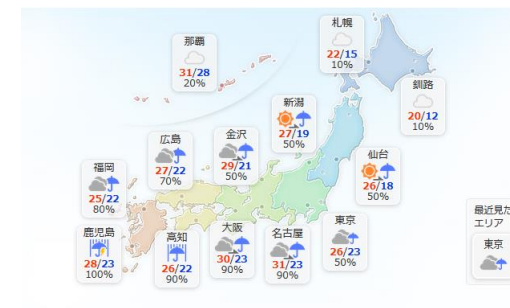 札幌
22/15
10%
那覇
31/28
20%
釧路
20/12
10%
新潟
27/19
50%
金沢
29/21
50%
広島
27/22
70%
仙台
26/18
50%
福岡
25/22
80%
東京
26/23
50%
名古屋
31/23
90%
大阪
30/23
90%
高知
26/22
90%
鹿児島
28/23
100%
最近見た
エリア
東京